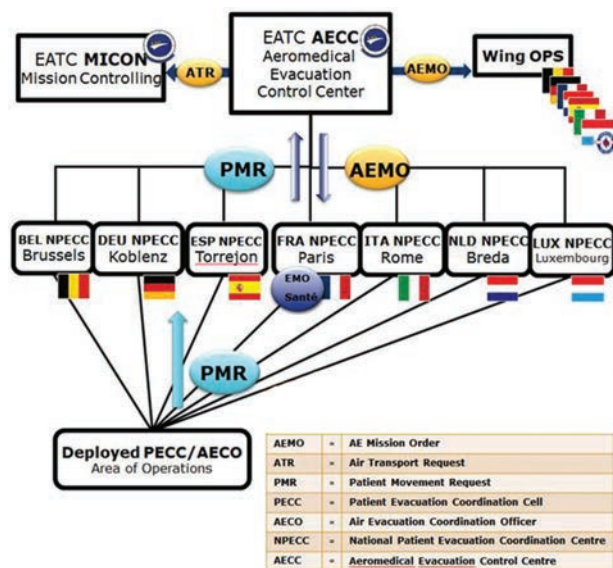 EATC MICON
Mission Controlling
ATR
EATC AECC
Aeromedical
Evacuation
Control Center
AEMO
Wing OPS
PMR
AEMO
BEL NPECC
Brussels
DEU NPECC
Koblenz
ESP NPECC
Torrejon
FRA NPECC
Paris
ITA NPECC
Rome
NLD NPECC
Breda
LUX NPECC
Luxembourg
EMO
Santé
PMR
Deployed PECC/AECO
Area of Operations
AEMO = AE Mission Order
ATR = Air Transport Request
PMR = Patient Movement Request
PECC = Patient Evacuation Coordination Cell
AECO = Air Evacuation Coordination Officer
NPECC = National Patient Evacuation Coordination Centre
AECC = Aeromedical Evacuation Control Centre